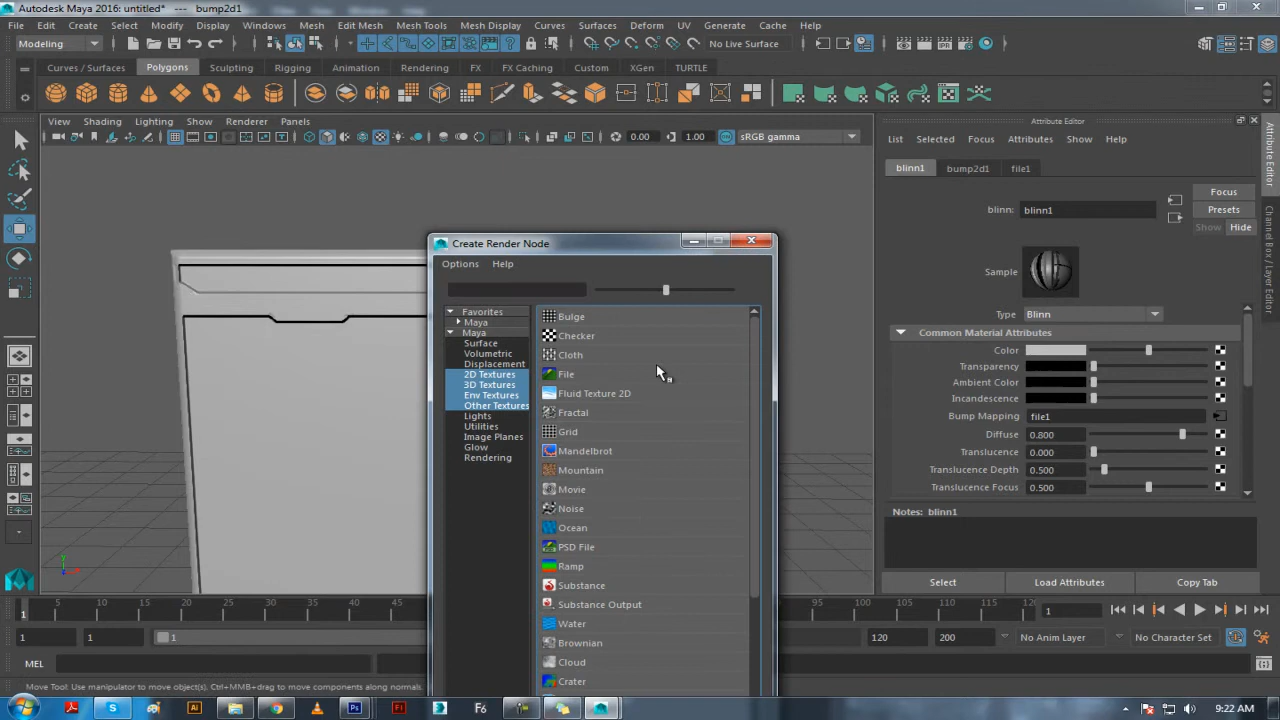 Autodesk Maya 2016: untitled*   -   bump2d1
File Edit Create Select Modify Display Windows Mesh Edit Mesh Mesh Tools Mesh Display Curves Surfaces Deform UV Generate Cache Help
Modeling No Live Surface
Curves / Surfaces Polygons Sculpting Rigging Animation Rendering FX FX Caching Custom XGen TURTLE
View Shading Lighting Show Renderer Panels
0.00 1.00 sRGB gamma
Attribute Editor
List Selected Focus Attributes Show Help
blinn1 bump2d1 file1
blinn: blinn1
Focus
Presets
Show Hide
Sample
Type Blinn
Common Material Attributes
Color
Transparency
Ambient Color
Incandescence
Bump Mapping file1
Diffuse 0.800
Translucence 0.000
Translucence Depth 0.500
Translucence Focus 0.500
Notes: blinn1
Select Load Attributes Copy Tab
Attribute Editor
Channel Box / Layer Editor
Create Render Node
Options Help
Favorites
Maya
Maya
Surface
Volumetric
Displacement
2D Textures
3D Textures
Env Textures
Other Textures
Lights
Utilities
Image Planes
Glow
Rendering
Bulge
Checker
Cloth
File
Fluid Texture 2D
Fractal
Grid
Mandelbrot
Mountain
Movie
Noise
Ocean
PSD File
Ramp
Substance
Substance Output
Water
Brownian
Cloud
Crater
y
1 5 10 15 20 25 30 35 40 45 95 100 105 110 115 120 1
1 1 1 120 200 No Anim Layer No Character Set
MEL
Move Tool: Use manipulator to move object(s). Ctrl+MMB+drag to move components along normals.
9:22 AM